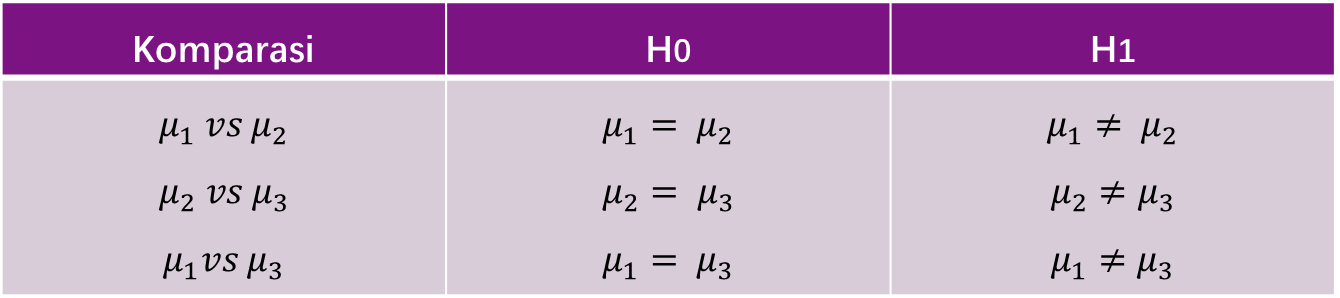 Komparasi H0 H1
𝜇₁ 𝑣𝑠 𝜇₂ 𝜇₁ = 𝜇₂ 𝜇₁ ≠ 𝜇₂
𝜇₂ 𝑣𝑠 𝜇₃ 𝜇₂ = 𝜇₃ 𝜇₂ ≠ 𝜇₃
𝜇₁ 𝑣𝑠 𝜇₃ 𝜇₁ = 𝜇₃ 𝜇₁ ≠ 𝜇₃